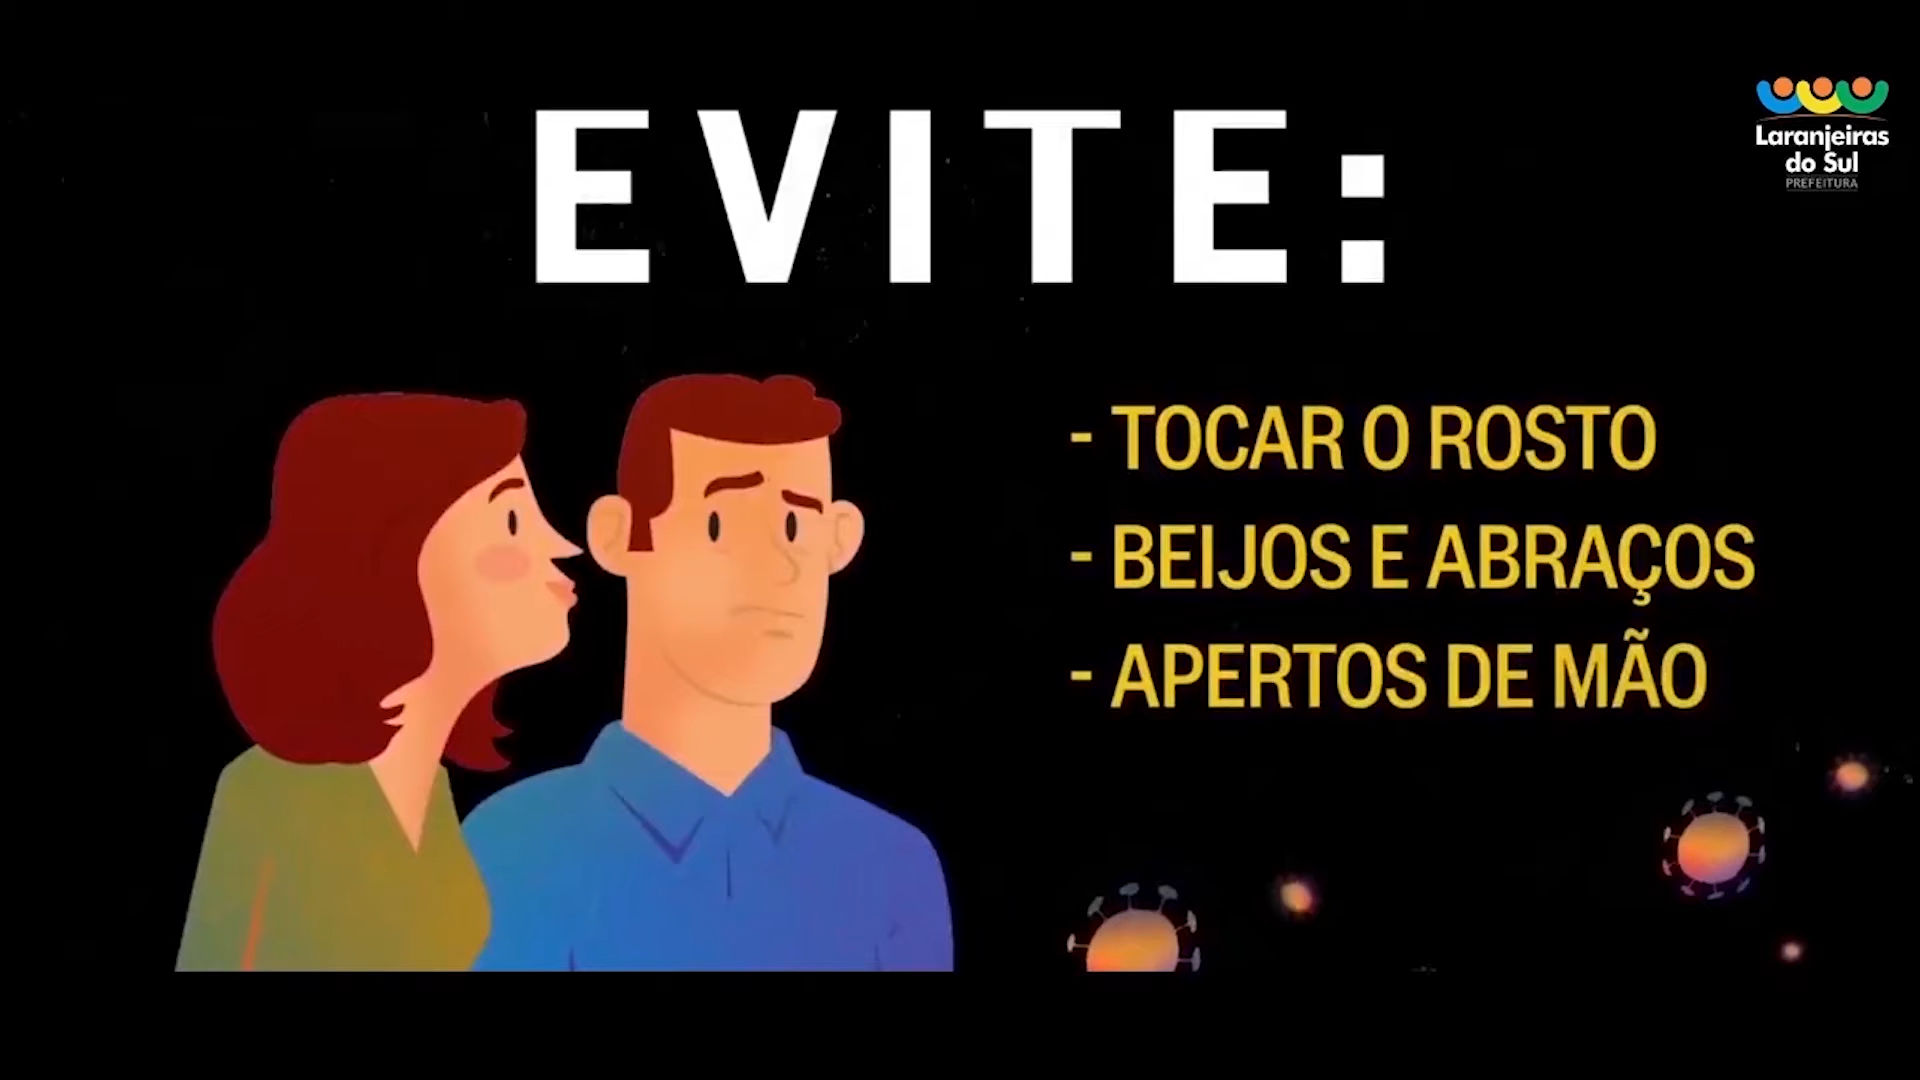 EVITE:
Laranjeiras
do Sul
PREFEITURA
- TOCAR O ROSTO
- BEIJOS E ABRAÇOS
- APERTOS DE MÃO